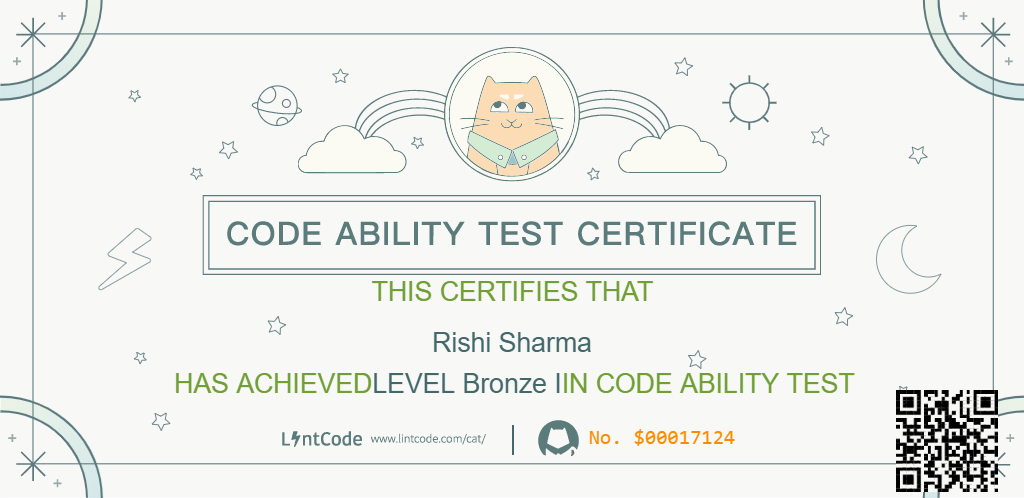 CODE ABILITY TEST CERTIFICATE
THIS CERTIFIES THAT
Rishi Sharma
HAS ACHIEVEDLEVEL Bronze IIN CODE ABILITY TEST
LintCode www.lintcode.com/cat/ No. $00017124